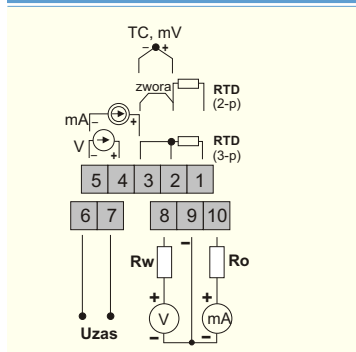 TC, mV
− +
zwora
RTD
(2-p)
mA − +
RTD
(3-p)
V − +
5 4 3 2 1
6 7 8 9 10
−
Rw Ro
+ +
V mA
− −
Uzas